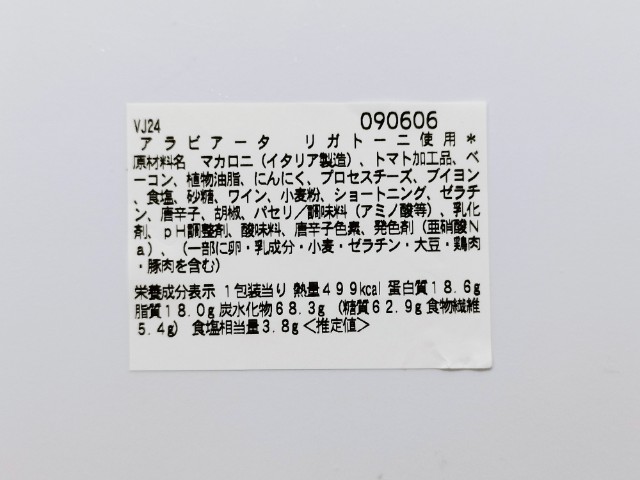 VJ24 090606
アラビアータ リガトーニ使用*
原材料名 マカロニ(イタリア製造)、トマト加工品、ベ
ーコン、植物油脂、にんにく、プロセスチーズ、ブイヨン
、食塩、砂糖、ワイン、小麦粉、ショートニング、ゼラチ
ン、唐辛子、胡椒、パセリ/調味料(アミノ酸等)、乳化
剤、pH調整剤、酸味料、唐辛子色素、発色剤(亜硝酸N
a)、(一部に卵・乳成分・小麦・ゼラチン・大豆・鶏肉
・豚肉を含む)
栄養成分表示 1包装当り 熱量499kcal 蛋白質18.6g
脂質18.0g 炭水化物68.3g (糖質62.9g 食物繊維
5.4g) 食塩相当量3.8g<推定値>